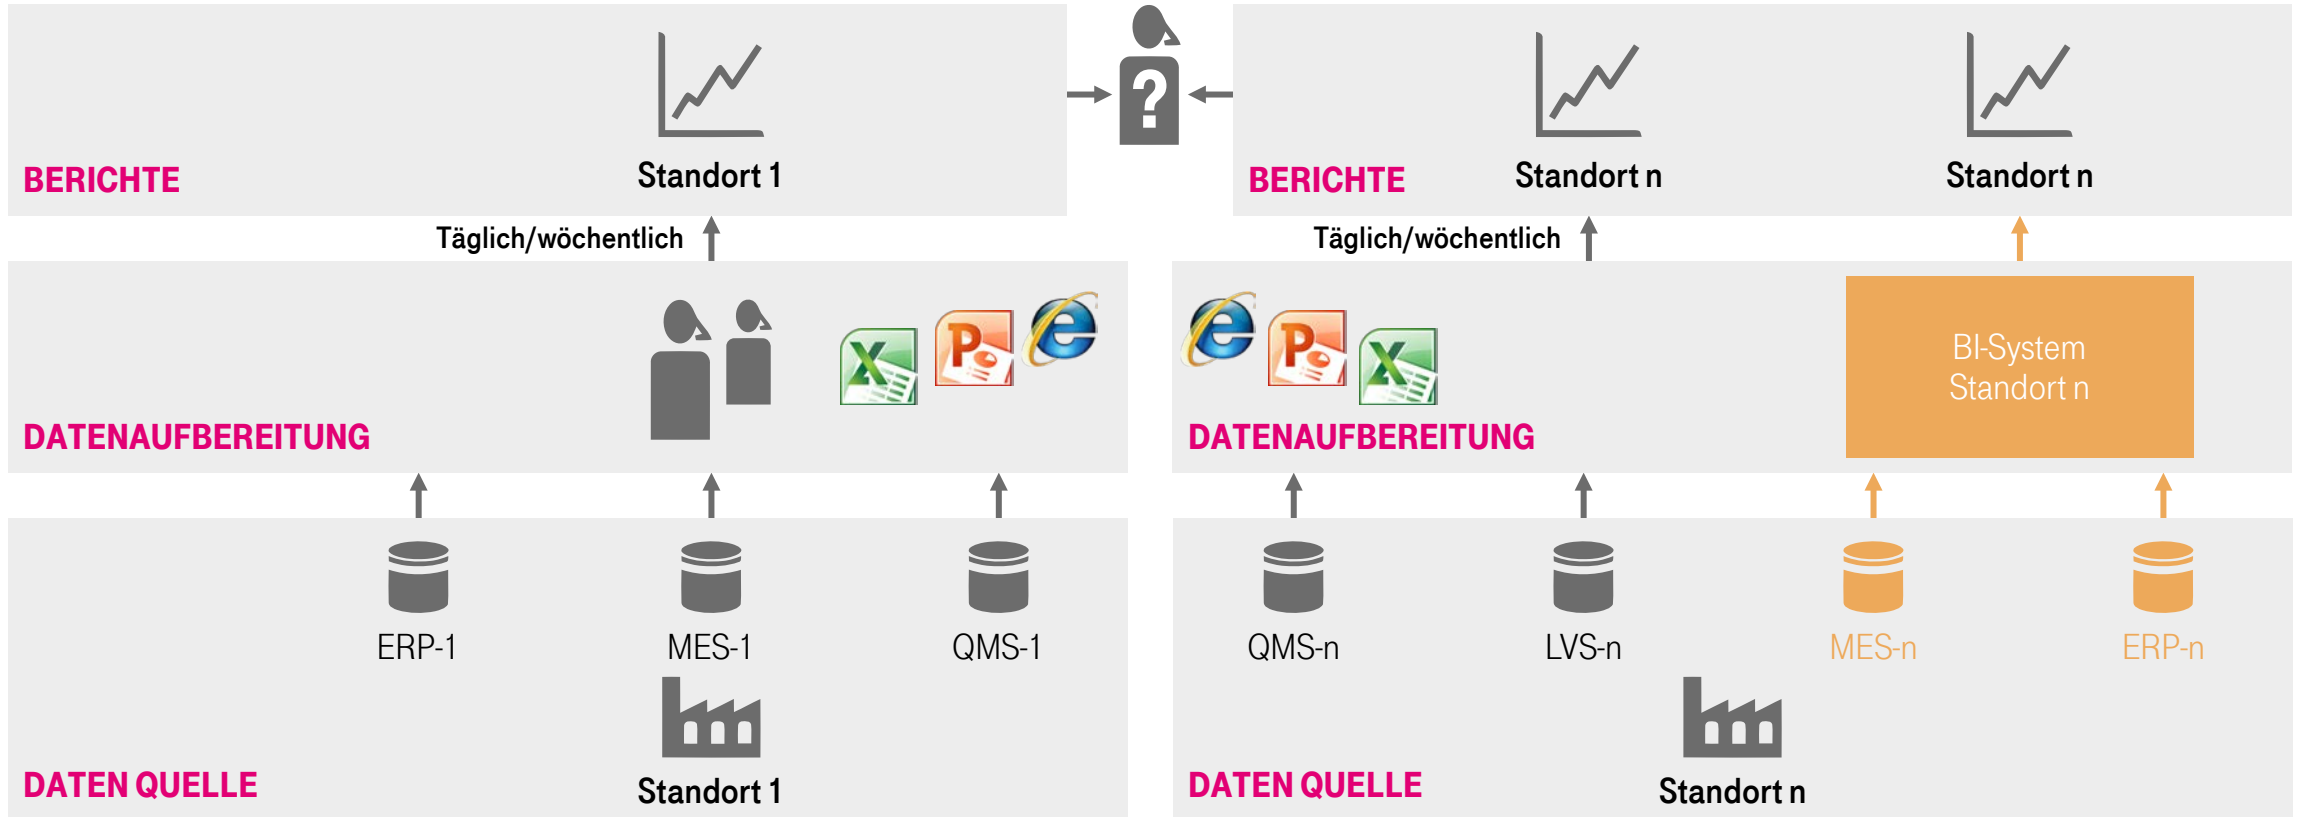 ?
BERICHTE
Standort 1
BERICHTE
Standort n
Standort n
Täglich/wöchentlich
Täglich/wöchentlich
DATENAUFBEREITUNG
X
P
e
e
P
X
DATENAUFBEREITUNG
BI-System
Standort n
ERP-1
MES-1
QMS-1
QMS-n
LVS-n
MES-n
ERP-n
DATEN QUELLE
Standort 1
DATEN QUELLE
Standort n